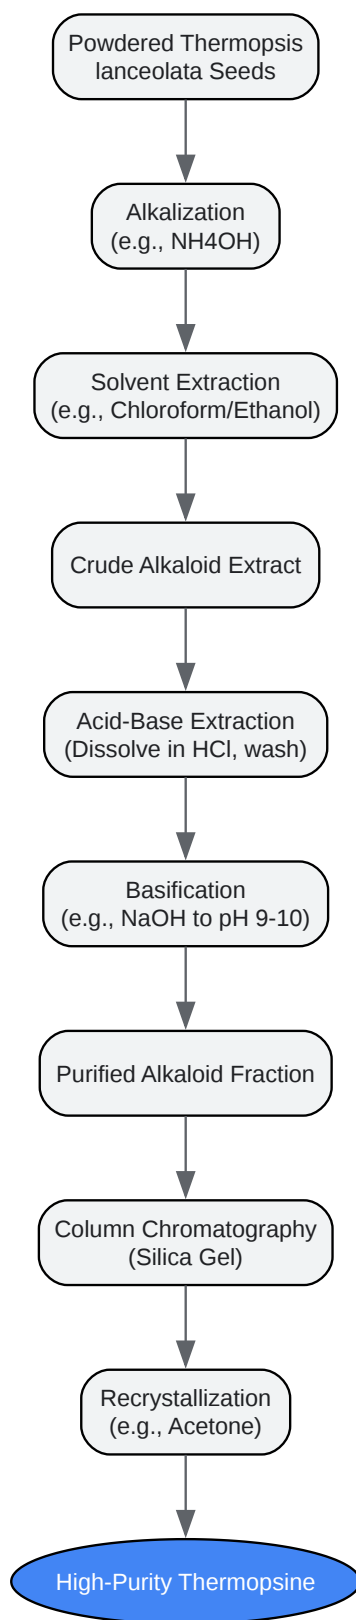 Powdered Thermopsis
lanceolata Seeds
Alkalization
(e.g., NH4OH)
Solvent Extraction
(e.g., Chloroform/Ethanol)
Crude Alkaloid Extract
Acid-Base Extraction
(Dissolve in HCl, wash)
Basification
(e.g., NaOH to pH 9-10)
Purified Alkaloid Fraction
Column Chromatography
(Silica Gel)
Recrystallization
(e.g., Acetone)
High-Purity Thermopsine